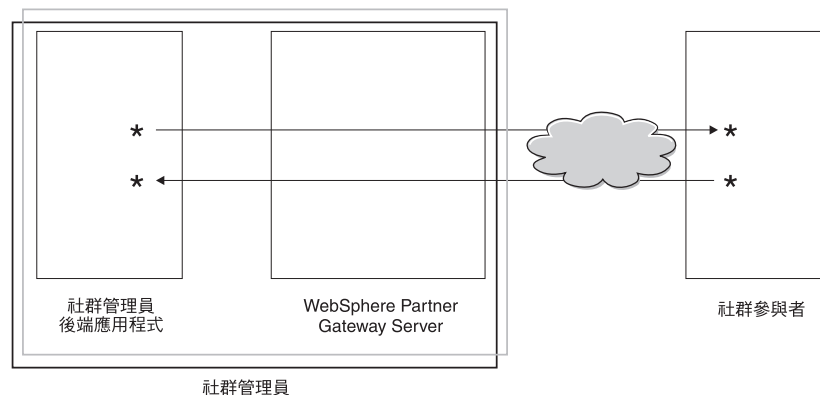 *
*
*
*
社群管理員
後端應用程式
WebSphere Partner
Gateway Server
社群參與者
社群管理員